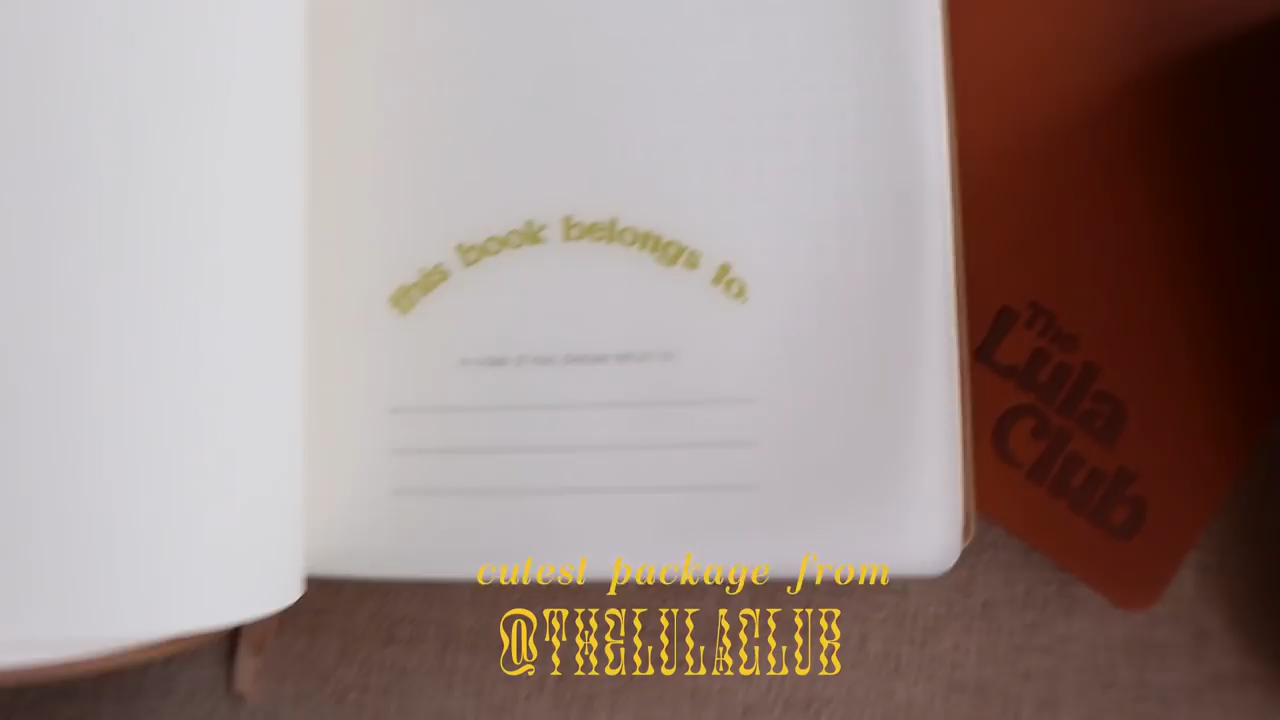 This book belongs to.
The
Lula
Club
cutest package from
@THELULACLUB